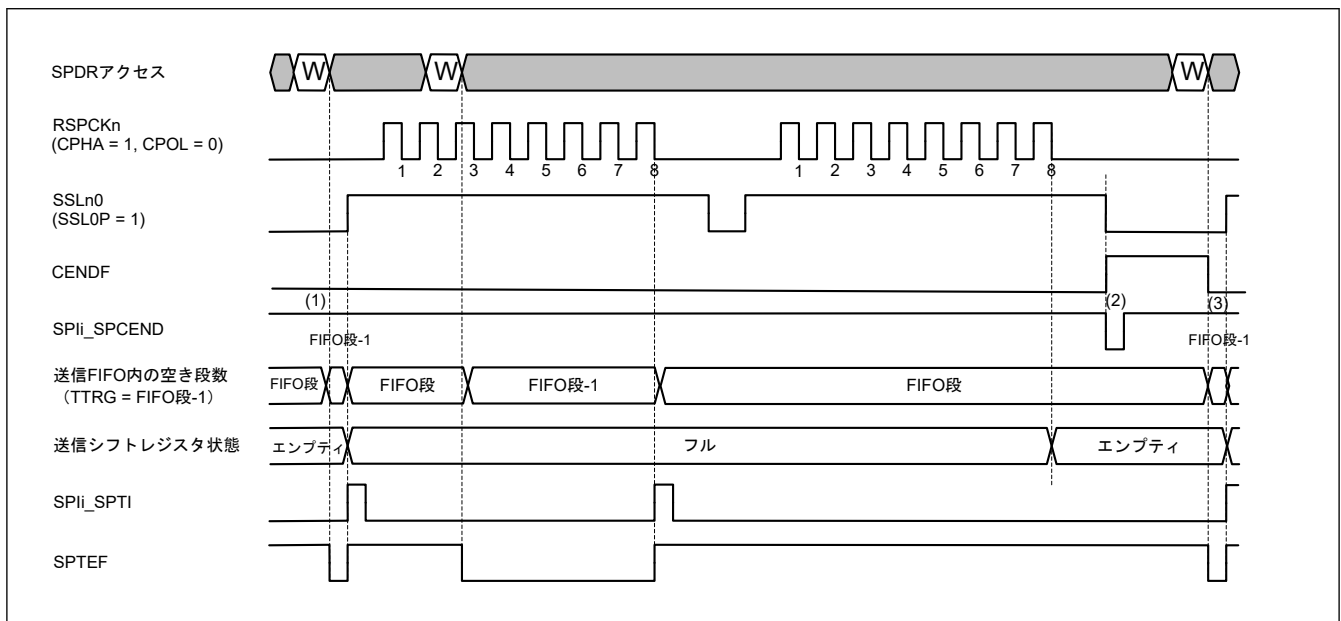 SPDRアクセス
W
W
W
RSPCKn
(CPHA = 1, CPOL = 0)
1 2 3 4 5 6 7 8
1 2 3 4 5 6 7 8
SSLn0
(SSL0P = 1)
CENDF
(1)
(2)
(3)
SPIi_SPCEND
FIFO段-1
FIFO段-1
送信FIFO内の空き段数
（TTRG = FIFO段-1）
FIFO段
FIFO段
FIFO段-1
FIFO段
送信シフトレジスタ状態
エンプティ
フル
エンプティ
SPIi_SPTI
SPTEF